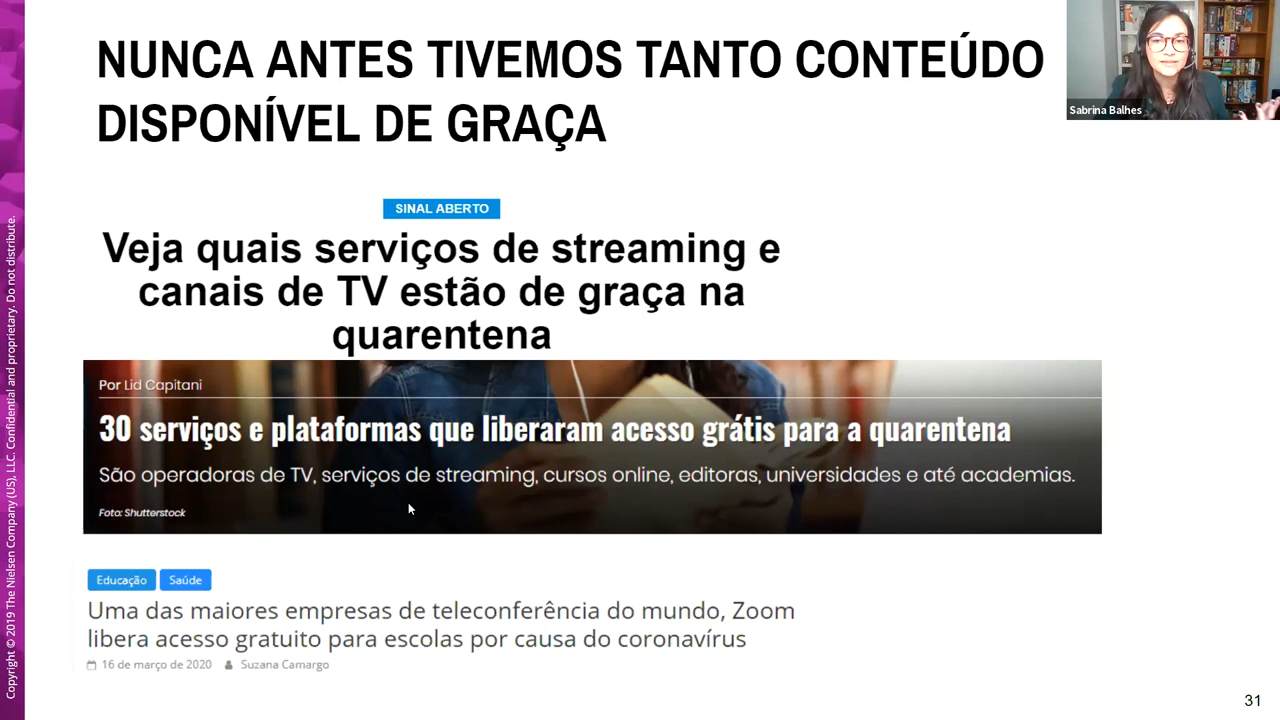 NUNCA ANTES TIVEMOS TANTO CONTEÚDO
DISPONÍVEL DE GRAÇA
Sabrina Balhes
SINAL ABERTO
Veja quais serviços de streaming e
canais de TV estão de graça na
quarentena
Por Lid Capitani
30 serviços e plataformas que liberaram acesso grátis para a quarentena
São operadoras de TV, serviços de streaming, cursos online, editoras, universidades e até academias.
Foto: Shutterstock
Educação Saúde
Uma das maiores empresas de teleconferência do mundo, Zoom
libera acesso gratuito para escolas por causa do coronavírus
16 de março de 2020 Suzana Camargo
Copyright © 2019 The Nielsen Company (US), LLC. Confidential and proprietary. Do not distribute.
31